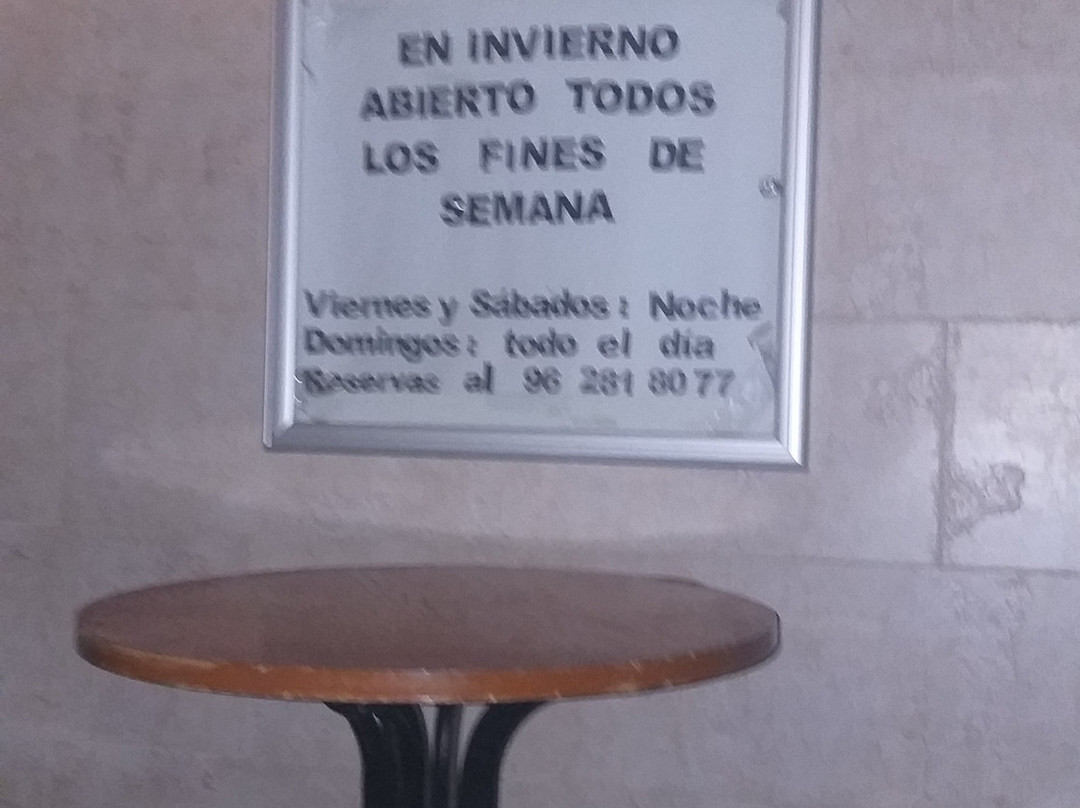 EN INVIERNO
ABIERTO TODOS
LOS FINES DE
SEMANA
Viernes y Sábados : Noche
Domingos : todo el día
Reservas al 96 281 80 77